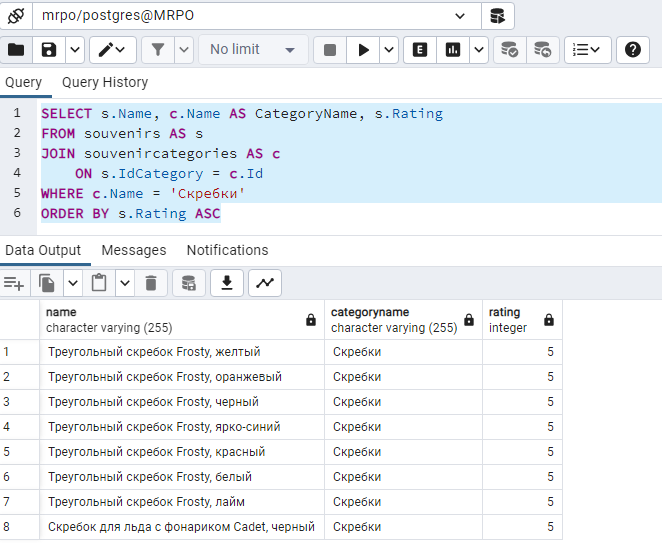 mrpo/postgres@MRPO
No limit
E
Query Query History
1 SELECT s.Name, c.Name AS CategoryName, s.Rating
2 FROM souvenirs AS s
3 JOIN souvenircategories AS c
4 ON s.IdCategory = c.Id
5 WHERE c.Name = 'Скребки'
6 ORDER BY s.Rating ASC
Data Output Messages Notifications
name categoryname rating
character varying (255) character varying (255) integer
1 Треугольный скребок Frosty, желтый Скребки 5
2 Треугольный скребок Frosty, оранжевый Скребки 5
3 Треугольный скребок Frosty, черный Скребки 5
4 Треугольный скребок Frosty, ярко-синий Скребки 5
5 Треугольный скребок Frosty, красный Скребки 5
6 Треугольный скребок Frosty, белый Скребки 5
7 Треугольный скребок Frosty, лайм Скребки 5
8 Скребок для льда с фонариком Cadet, черный Скребки 5